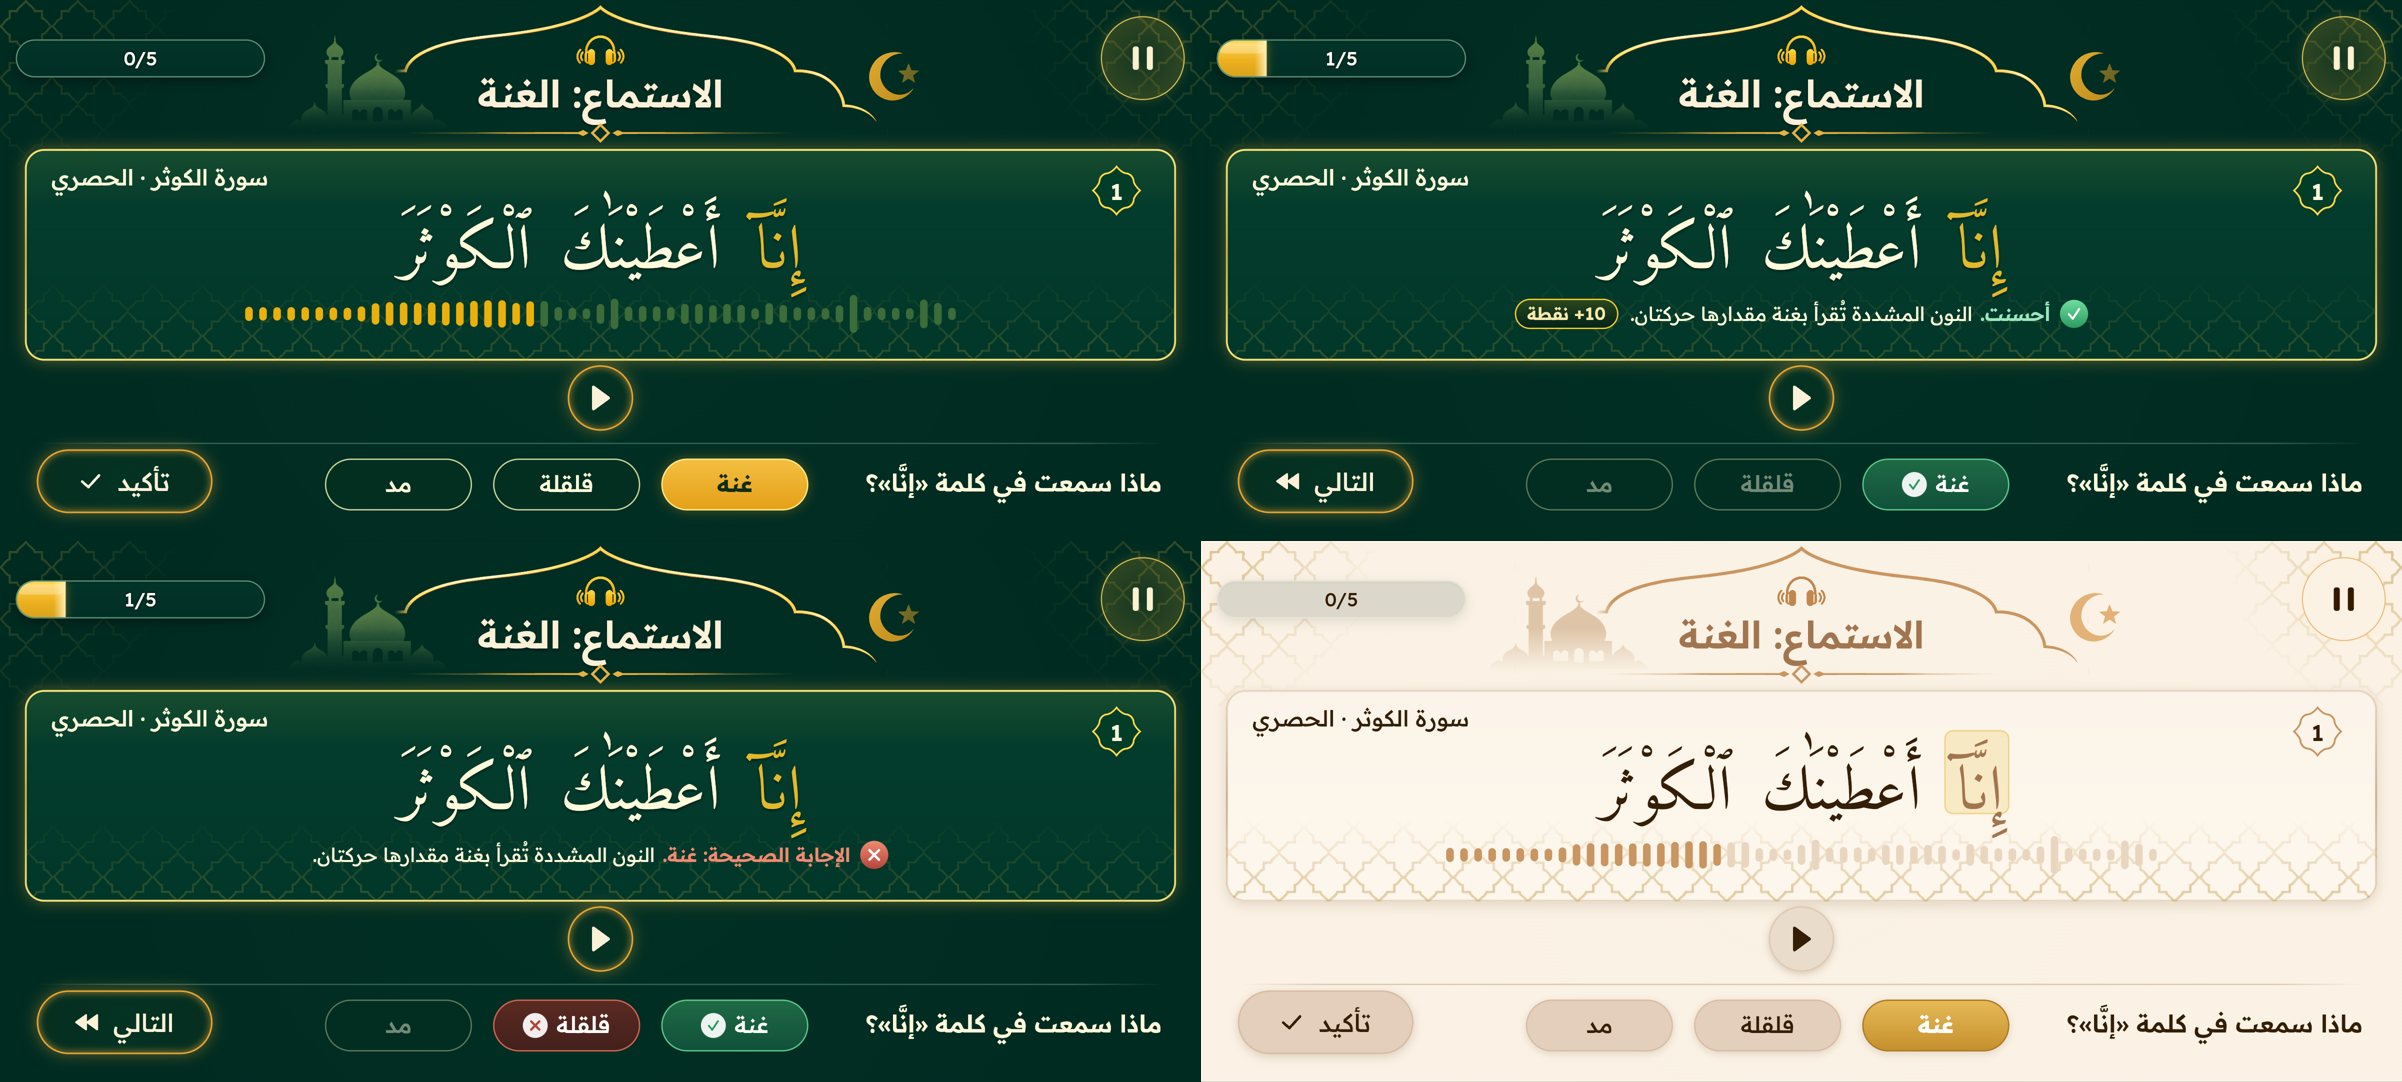 0/5
الاستماع: الغنة
سورة الكوثر · الحصري
1
إِنَّآ أَعْطَيْنَٰكَ ٱلْكَوْثَرَ
ماذا سمعت في كلمة «إنَّا»؟
غنة
قلقلة
مد
تأكيد
1/5
الاستماع: الغنة
سورة الكوثر · الحصري
1
إِنَّآ أَعْطَيْنَٰكَ ٱلْكَوْثَرَ
أحسنت. النون المشددة تُقرأ بغنة مقدارها حركتان. +10 نقطة
ماذا سمعت في كلمة «إنَّا»؟
غنة
قلقلة
مد
التالي
1/5
الاستماع: الغنة
سورة الكوثر · الحصري
1
إِنَّآ أَعْطَيْنَٰكَ ٱلْكَوْثَرَ
الإجابة الصحيحة: غنة. النون المشددة تُقرأ بغنة مقدارها حركتان.
ماذا سمعت في كلمة «إنَّا»؟
غنة
قلقلة
مد
التالي
0/5
الاستماع: الغنة
سورة الكوثر · الحصري
1
إِنَّآ أَعْطَيْنَٰكَ ٱلْكَوْثَرَ
ماذا سمعت في كلمة «إنَّا»؟
غنة
قلقلة
مد
تأكيد